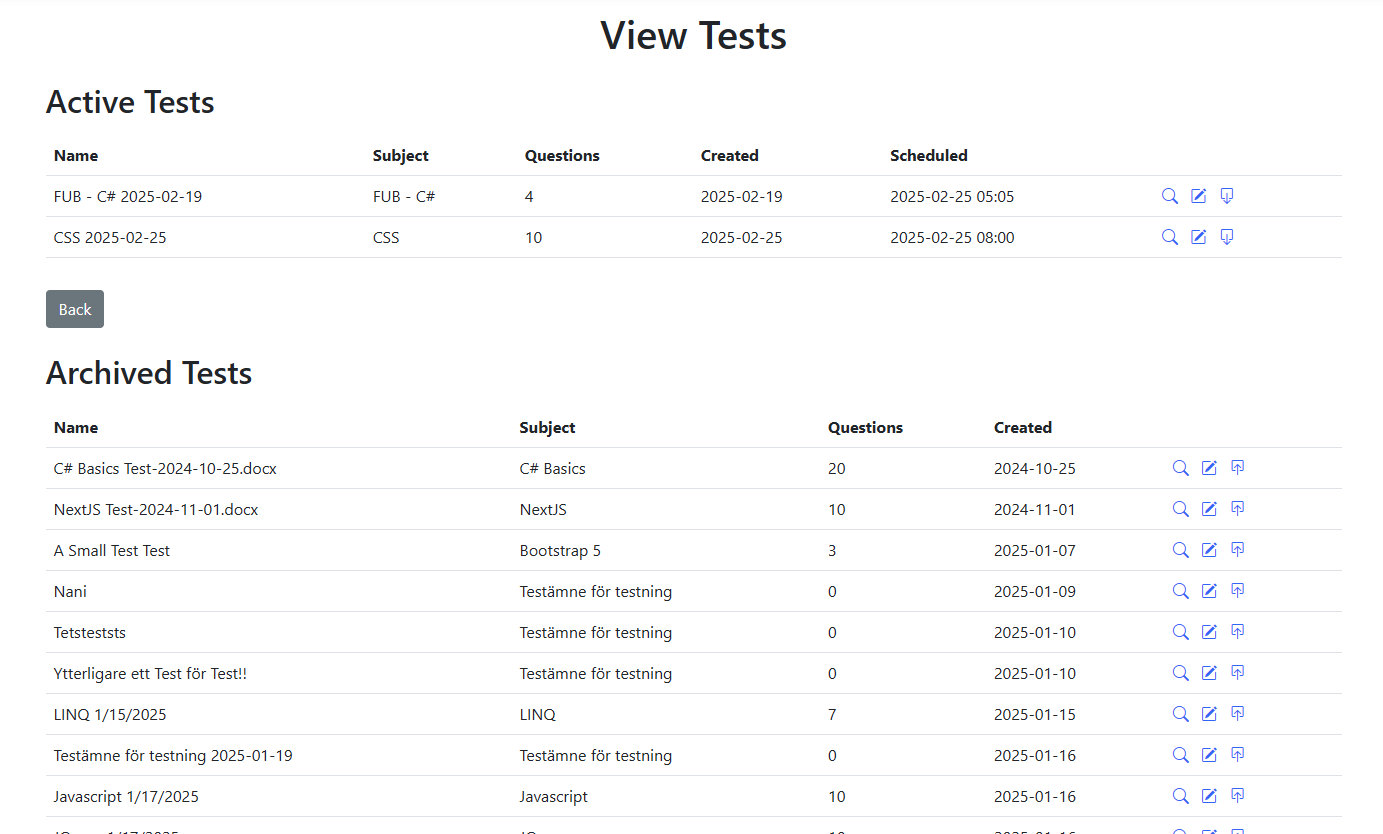 View Tests
Active Tests
Name Subject Questions Created Scheduled
FUB - C# 2025-02-19 FUB - C# 4 2025-02-19 2025-02-25 05:05
CSS 2025-02-25 CSS 10 2025-02-25 2025-02-25 08:00
Back
Archived Tests
Name Subject Questions Created
C# Basics Test-2024-10-25.docx C# Basics 20 2024-10-25
NextJS Test-2024-11-01.docx NextJS 10 2024-11-01
A Small Test Test Bootstrap 5 3 2025-01-07
Nani Testämne för testning 0 2025-01-09
Tetsteststs Testämne för testning 0 2025-01-10
Ytterligare ett Test för Test!! Testämne för testning 0 2025-01-10
LINQ 1/15/2025 LINQ 7 2025-01-15
Testämne för testning 2025-01-19 Testämne för testning 0 2025-01-16
Javascript 1/17/2025 Javascript 10 2025-01-16